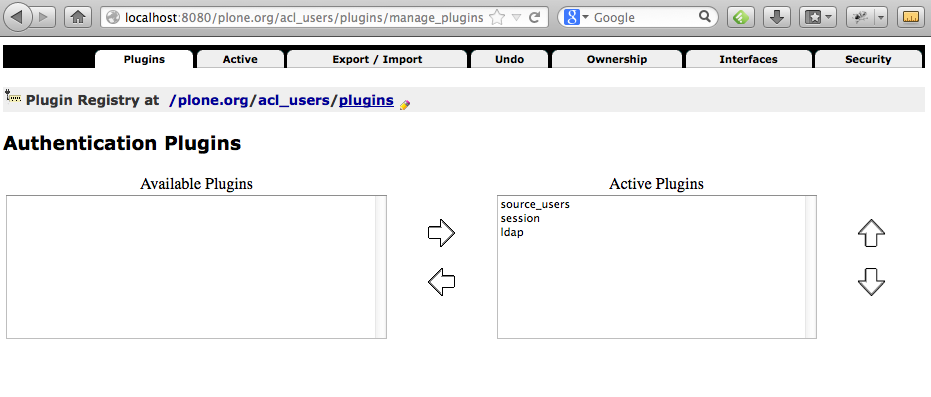 localhost:8080/plone.org/acl_users/plugins/manage_plugins
Google
Plugins Active Export / Import Undo Ownership Interfaces Security
Plugin Registry at /plone.org/acl_users/plugins
Authentication Plugins
Available Plugins Active Plugins
source_users
session
ldap